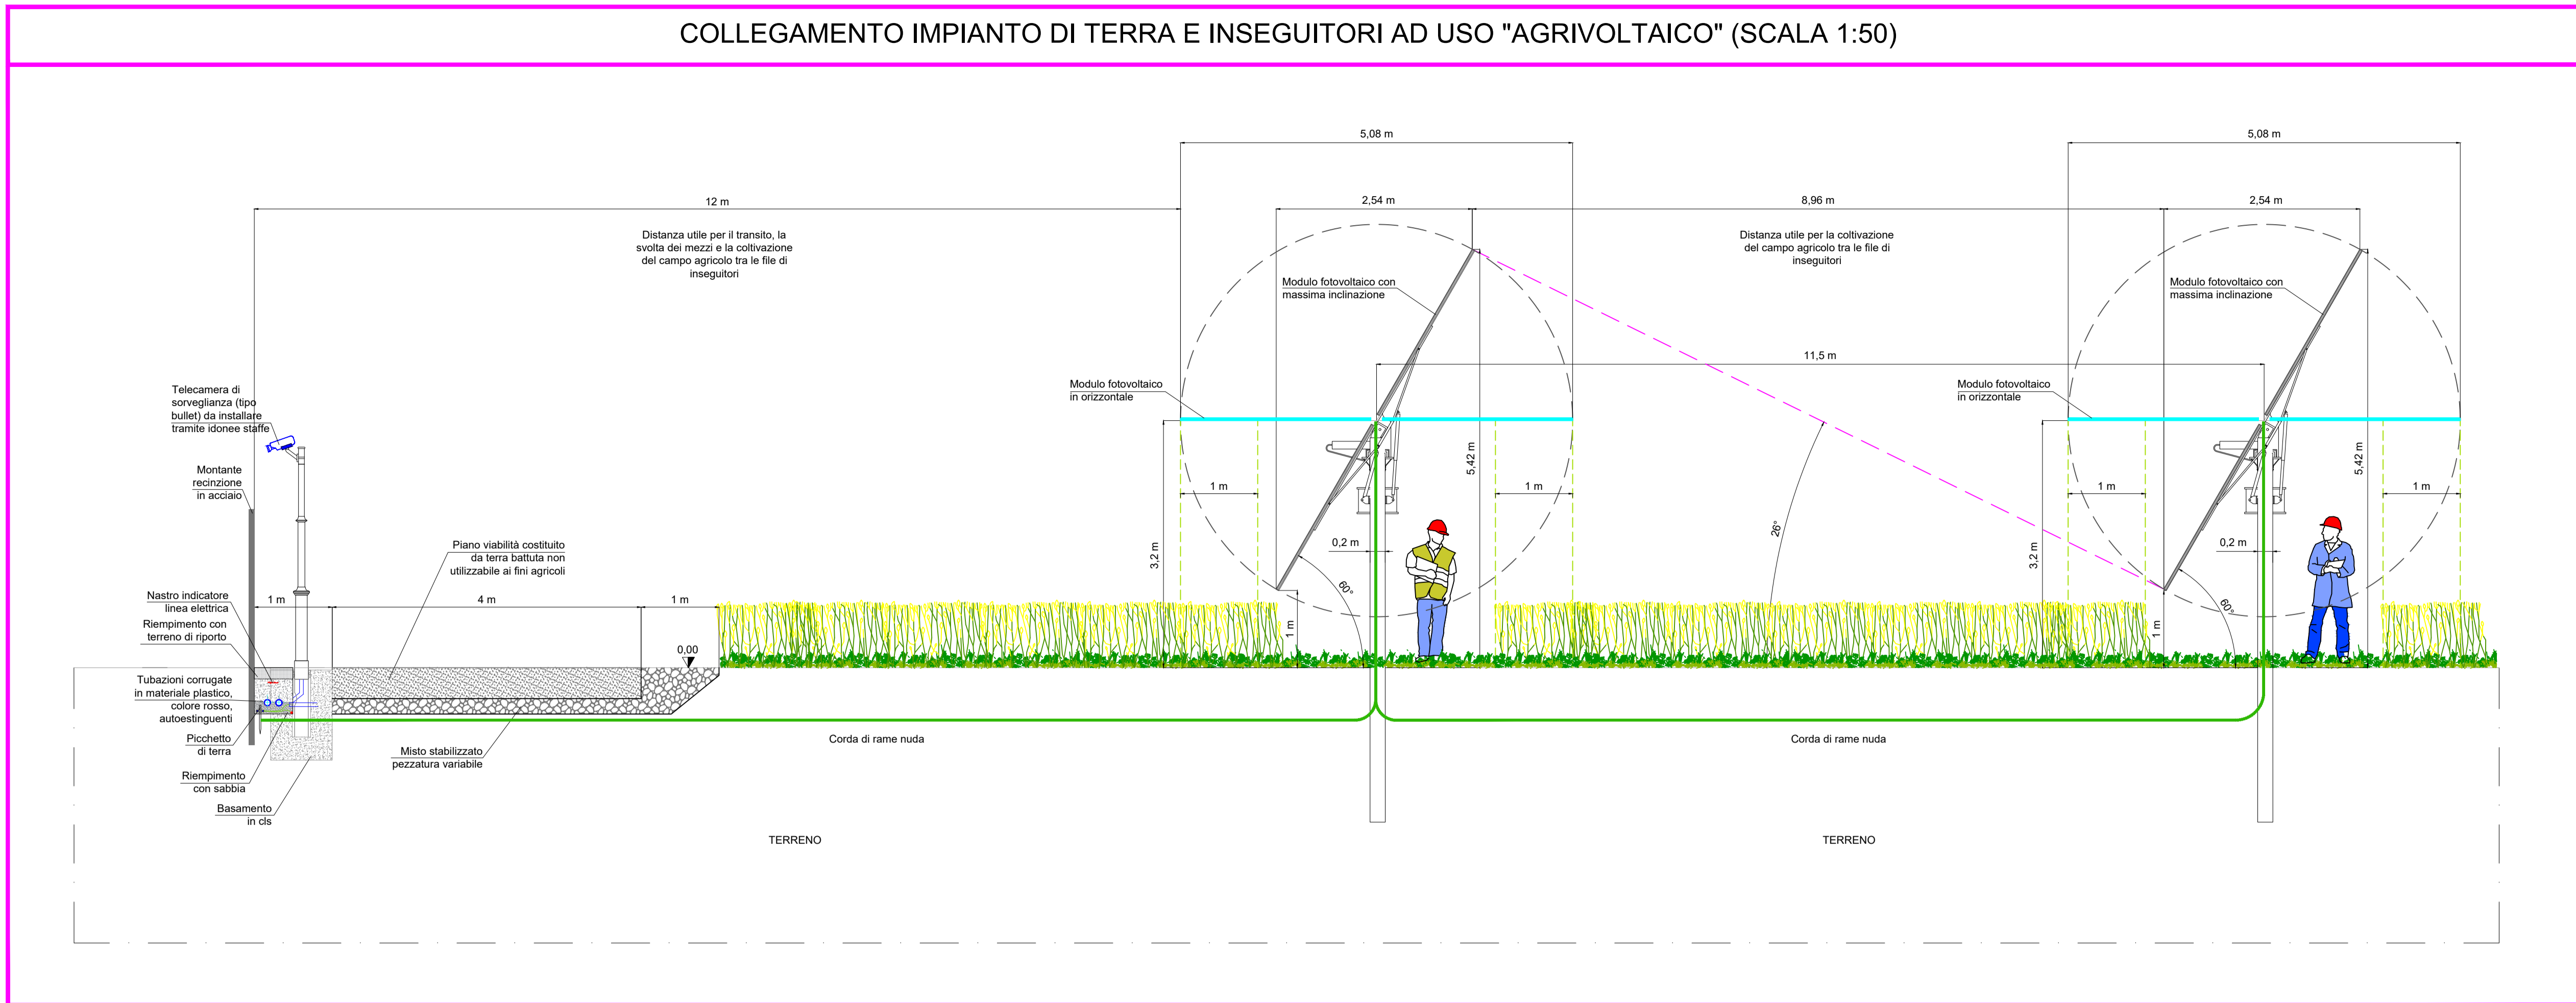 COLLEGAMENTO IMPIANTO DI TERRA E INSEGUITORI AD USO "AGRIVOLTAICO" (SCALA 1:50)
5,08 m
5,08 m
12 m
2,54 m
8,96 m
2,54 m
Distanza utile per il transito, la
svolta dei mezzi e la coltivazione
del campo agricolo tra le file di
inseguitori
Distanza utile per la coltivazione
del campo agricolo tra le file di
inseguitori
Modulo fotovoltaico con
massima inclinazione
Modulo fotovoltaico con
massima inclinazione
11,5 m
Modulo fotovoltaico
in orizzontale
Modulo fotovoltaico
in orizzontale
Telecamera di
sorveglianza (tipo
bullet) da installare
tramite idonee staffe
Montante
recinzione
in acciaio
5,42 m
5,42 m
1 m
1 m
1 m
1 m
26°
Piano viabilità costituito
da terra battuta non
utilizzabile ai fini agricoli
0,2 m
0,2 m
3,2 m
3,2 m
60°
60°
Nastro indicatore
linea elettrica
1 m
4 m
1 m
1 m
1 m
Riempimento con
terreno di riporto
0,00
Tubazioni corrugate
in materiale plastico,
colore rosso,
autoestinguenti
Picchetto
di terra
Misto stabilizzato
pezzatura variabile
Corda di rame nuda
Corda di rame nuda
Riempimento
con sabbia
Basamento
in cls
TERRENO
TERRENO